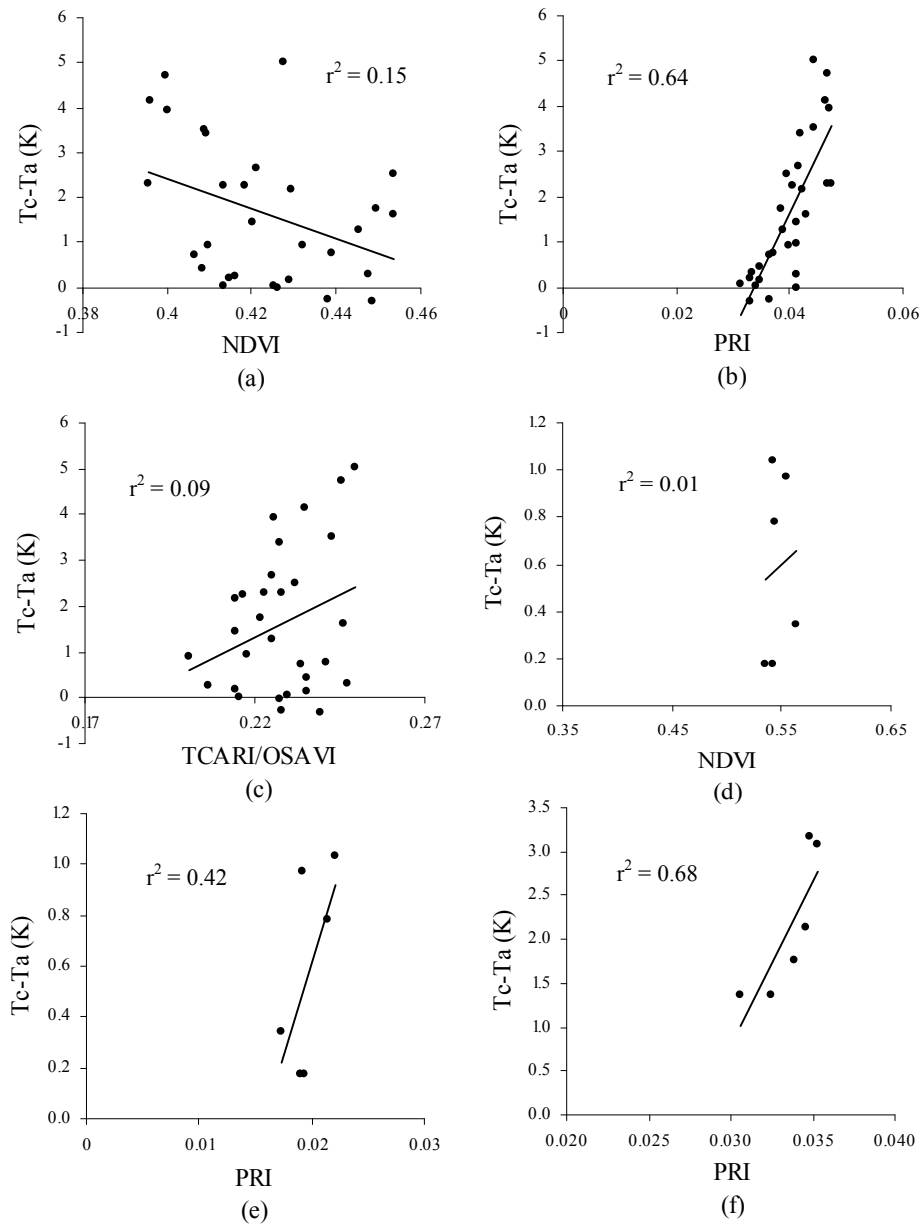 6
5
4
3
2
1
0
-1
Tc-Ta (K)
r² = 0.15
0.38
0.4
0.42
0.44
0.46
NDVI
(a)
6
5
4
3
2
1
0
-1
Tc-Ta (K)
r² = 0.64
0
0.02
0.04
0.06
PRI
(b)
6
5
4
3
2
1
0
-1
Tc-Ta (K)
r² = 0.09
0.17
0.22
0.27
TCARI/OSAVI
(c)
1.2
1.0
0.8
0.6
0.4
0.2
0.0
Tc-Ta (K)
r² = 0.01
0.35
0.45
0.55
0.65
NDVI
(d)
1.2
1.0
0.8
0.6
0.4
0.2
0.0
Tc-Ta (K)
r² = 0.42
0
0.01
0.02
0.03
PRI
(e)
3.5
3.0
2.5
2.0
1.5
1.0
0.5
0.0
Tc-Ta (K)
r² = 0.68
0.020
0.025
0.030
0.035
0.040
PRI
(f)